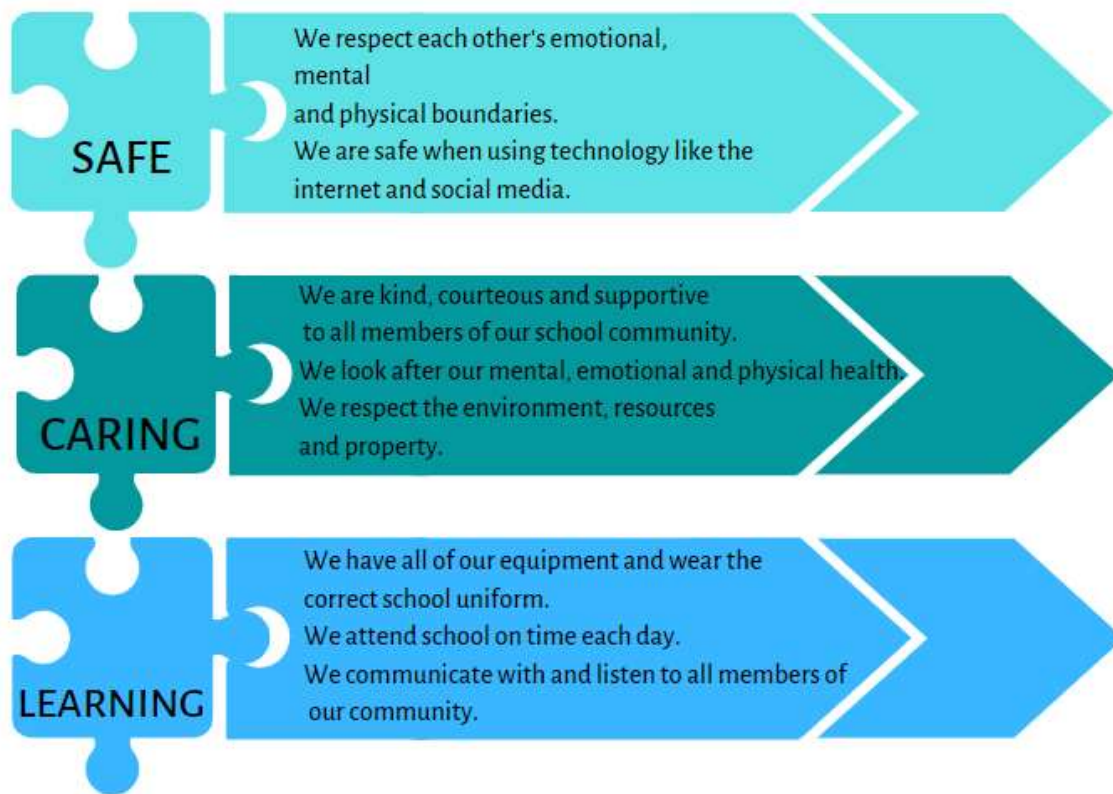 SAFE
We respect each other's emotional,
mental
and physical boundaries.
We are safe when using technology like the
internet and social media.
CARING
We are kind, courteous and supportive
to all members of our school community.
We look after our mental, emotional and physical health.
We respect the environment, resources
and property.
LEARNING
We have all of our equipment and wear the
correct school uniform.
We attend school on time each day.
We communicate with and listen to all members of
our community.